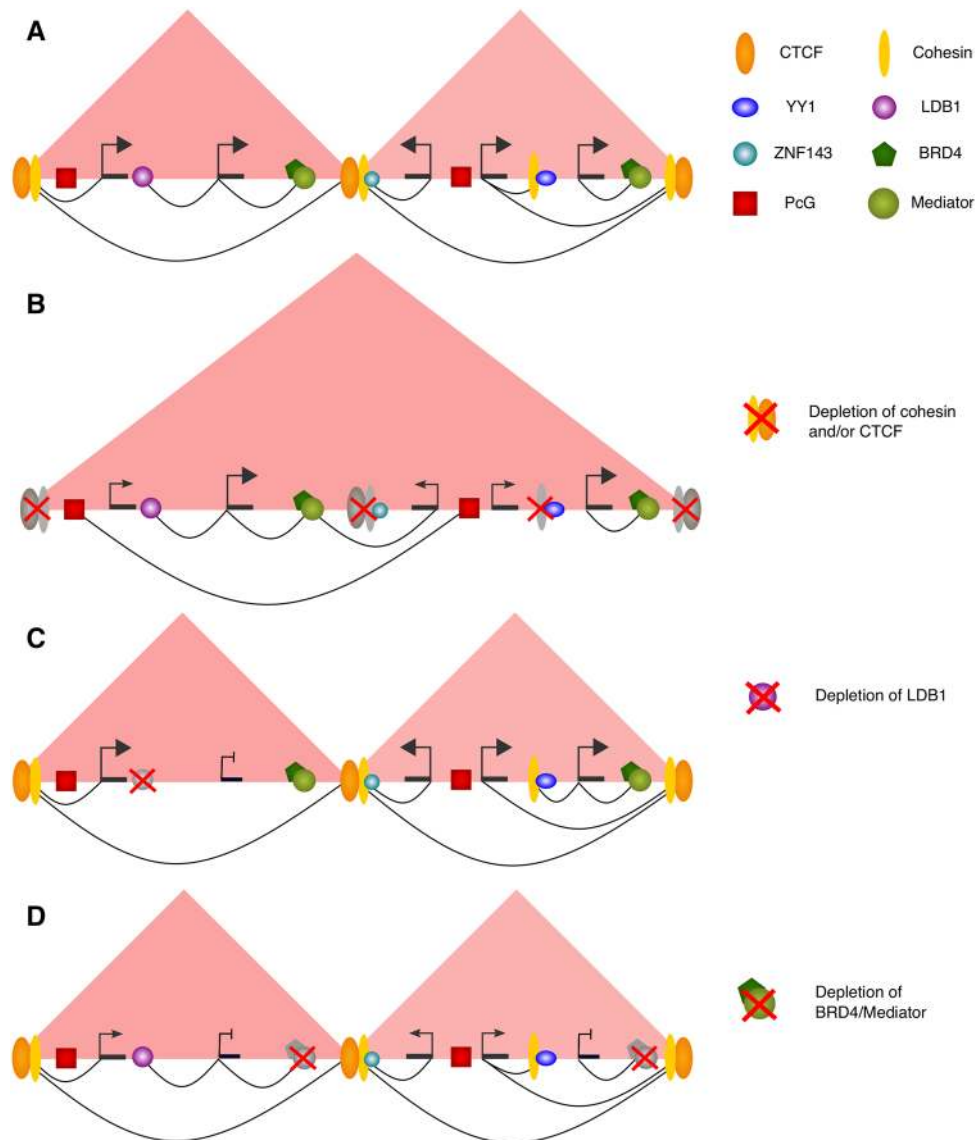 A
CTCF
Cohesin
YY1
LDB1
ZNF143
BRD4
PcG
Mediator
B
Depletion of cohesin
and/or CTCF
C
Depletion of LDB1
D
Depletion of
BRD4/Mediator